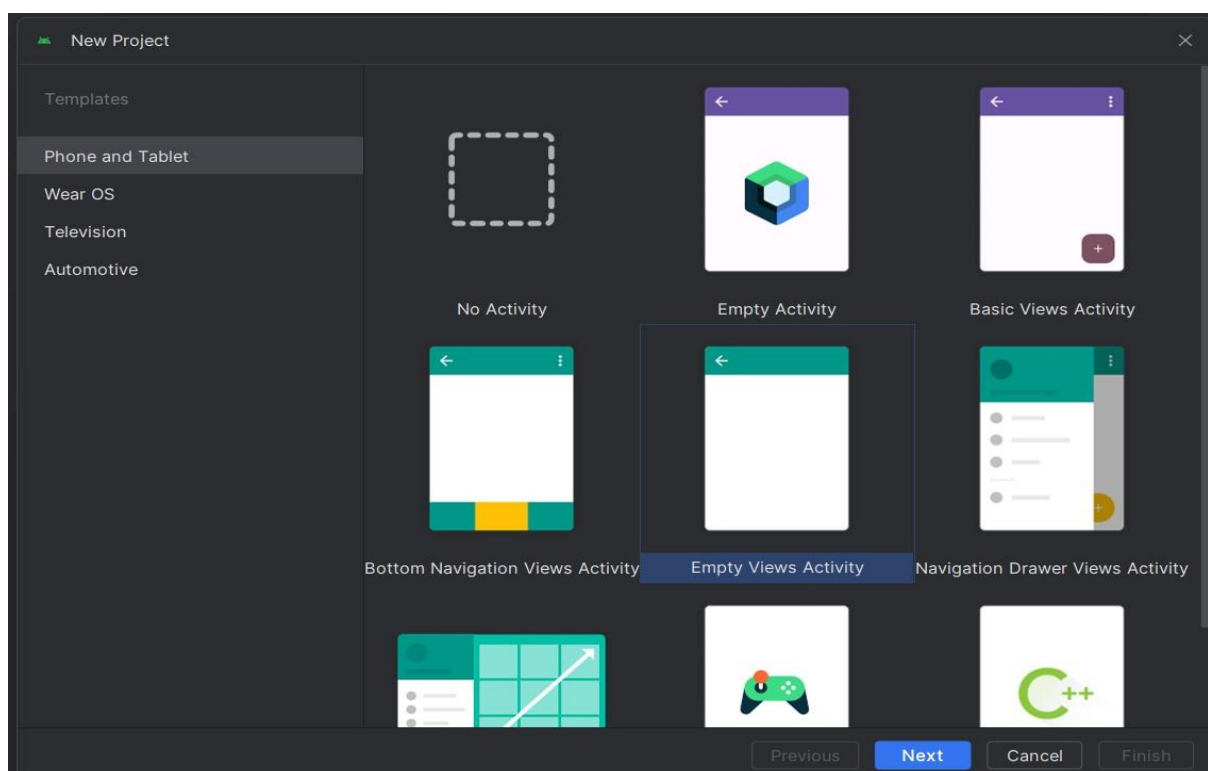 New Project
Templates
Phone and Tablet
Wear OS
Television
Automotive
No Activity
Empty Activity
Basic Views Activity
Bottom Navigation Views Activity
Empty Views Activity
Navigation Drawer Views Activity
C++
Previous
Next
Cancel
Finish